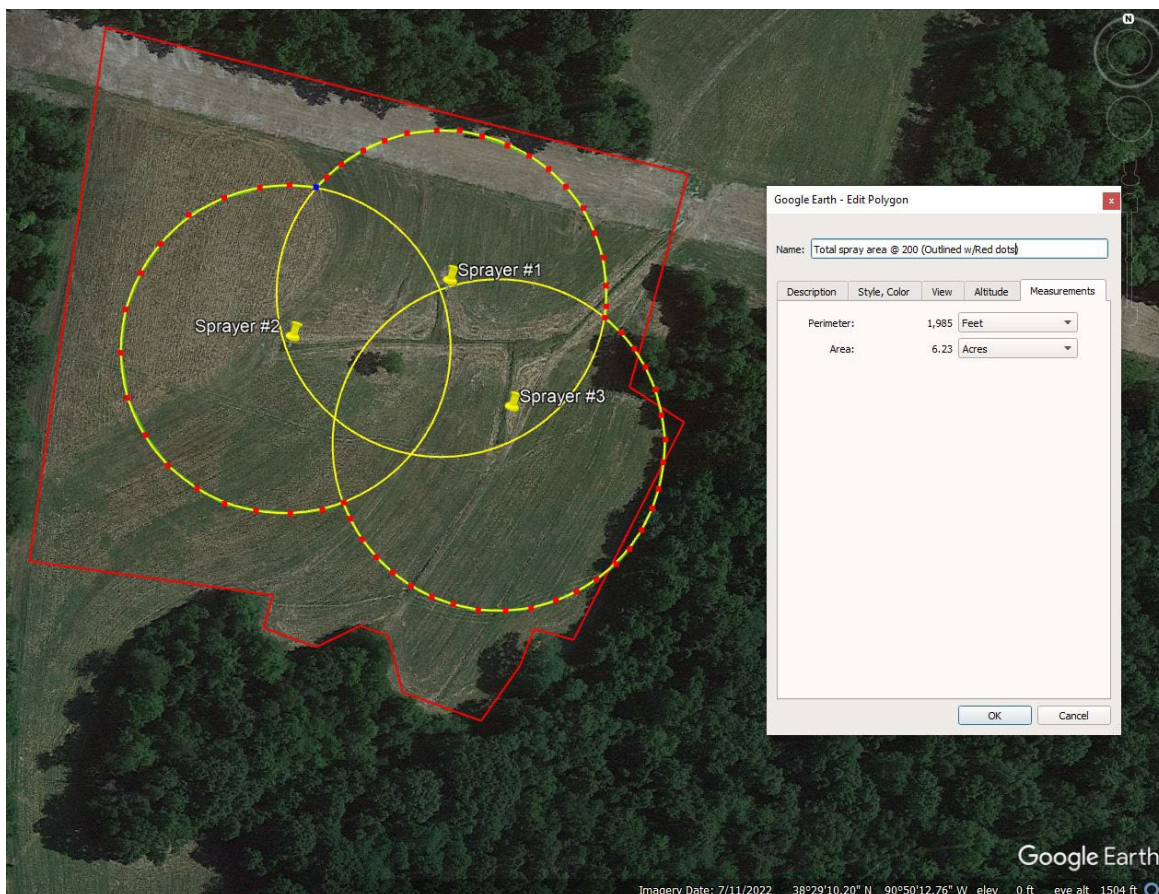 N
Google Earth - Edit Polygon
x
Name: Total spray area @ 200 (Outlined w/Red dots)
Description Style, Color View Altitude Measurements
Perimeter: 1,985 Feet
Area: 6.23 Acres
OK Cancel
Sprayer #1
Sprayer #2
Sprayer #3
Google Earth
Imagery Date: 7/11/2022 38°29'10.20" N 90°50'12.76" W elev 0 ft eye alt 1504 ft